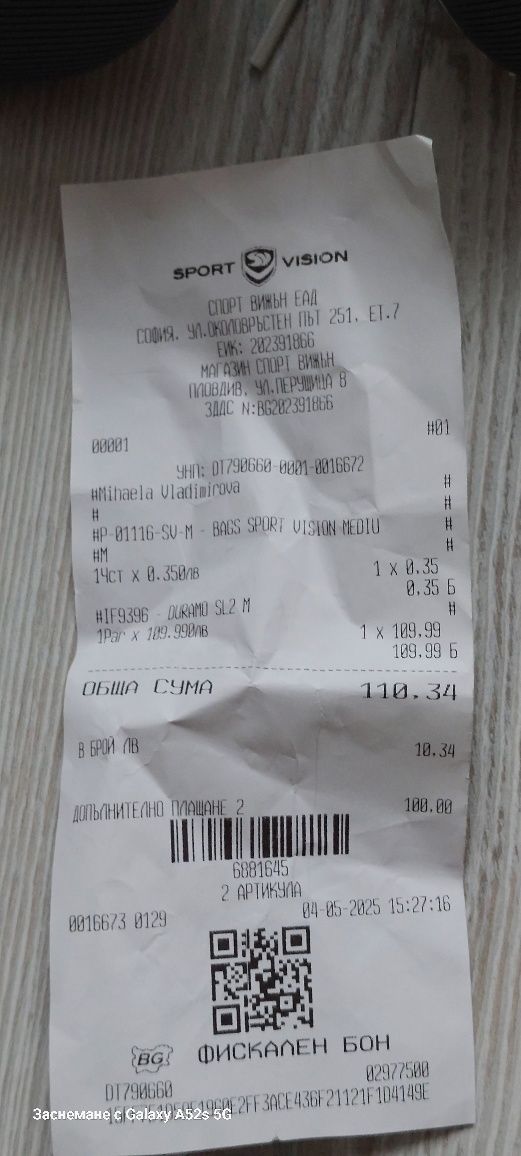 SPORT VISION
СПОРТ ВИЖЪН ЕАД
СОФИЯ, УЛ.ОКОЛОВРЪСТЕН ПЪТ 251, ЕТ.7
ЕИК: 202391866
МАГАЗИН СПОРТ ВИЖЪН
ПЛОВДИВ, УЛ.ПЕРУЩИЦА 8
ЗДДС N:BG202391866
00001 #01
УНП: DT790660-0001-0016672
#Mihaela Vladimirova #
# #
#P-01116-SV-M - BAGS SPORT VISION MEDIU #
#M #
1Чст X 0.350лв 1 x 0.35
0.35 Б
#IF9396 - DURAMO SL2 M #
1Par X 109.990лв 1 x 109.99
109.99 Б
ОБЩА СУМА 110.34
В БРОЙ ЛВ 10.34
ДОПЪЛНИТЕЛНО ПЛАЩАНЕ 2 100.00
6881645
2 АРТИКУЛА
0016673 0129 04-05-2025 15:27:16
BG ФИСКАЛЕН БОН
DT790660 02977500
Заснемане с Galaxy A52s 5G